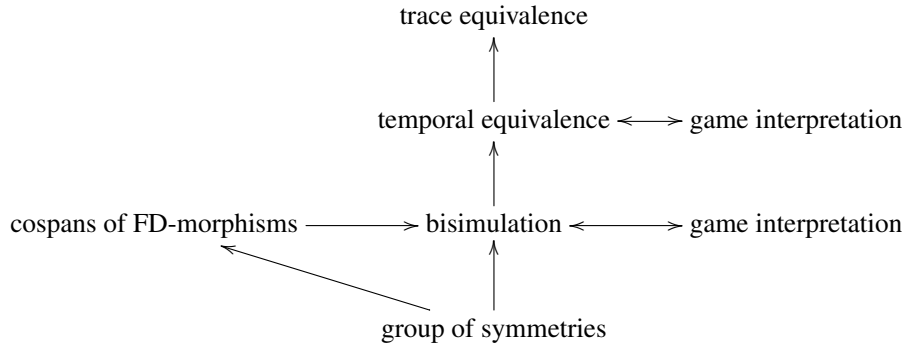 trace equivalence
temporal equivalence
game interpretation
cospans of FD-morphisms
bisimulation
game interpretation
group of symmetries